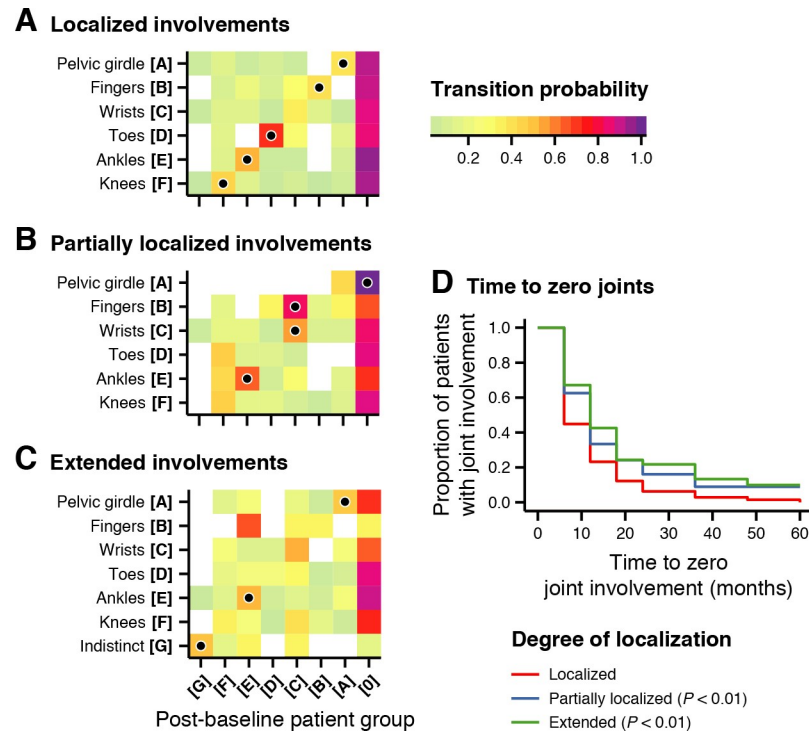 A Localized involvements
Pelvic girdle [A]
Fingers [B]
Wrists [C]
Toes [D]
Ankles [E]
Knees [F]
Transition probability
0.2 0.4 0.6 0.8 1.0
B Partially localized involvements
Pelvic girdle [A]
Fingers [B]
Wrists [C]
Toes [D]
Ankles [E]
Knees [F]
C Extended involvements
Pelvic girdle [A]
Fingers [B]
Wrists [C]
Toes [D]
Ankles [E]
Knees [F]
Indistinct [G]
[G] [F] [E] [D] [C] [B] [A] [0]
Post-baseline patient group
D Time to zero joints
Proportion of patients
with joint involvement
1.0
0.8
0.6
0.4
0.2
0.0
0 10 20 30 40 50 60
Time to zero
joint involvement (months)
Degree of localization
Localized
Partially localized (P < 0.01)
Extended (P < 0.01)